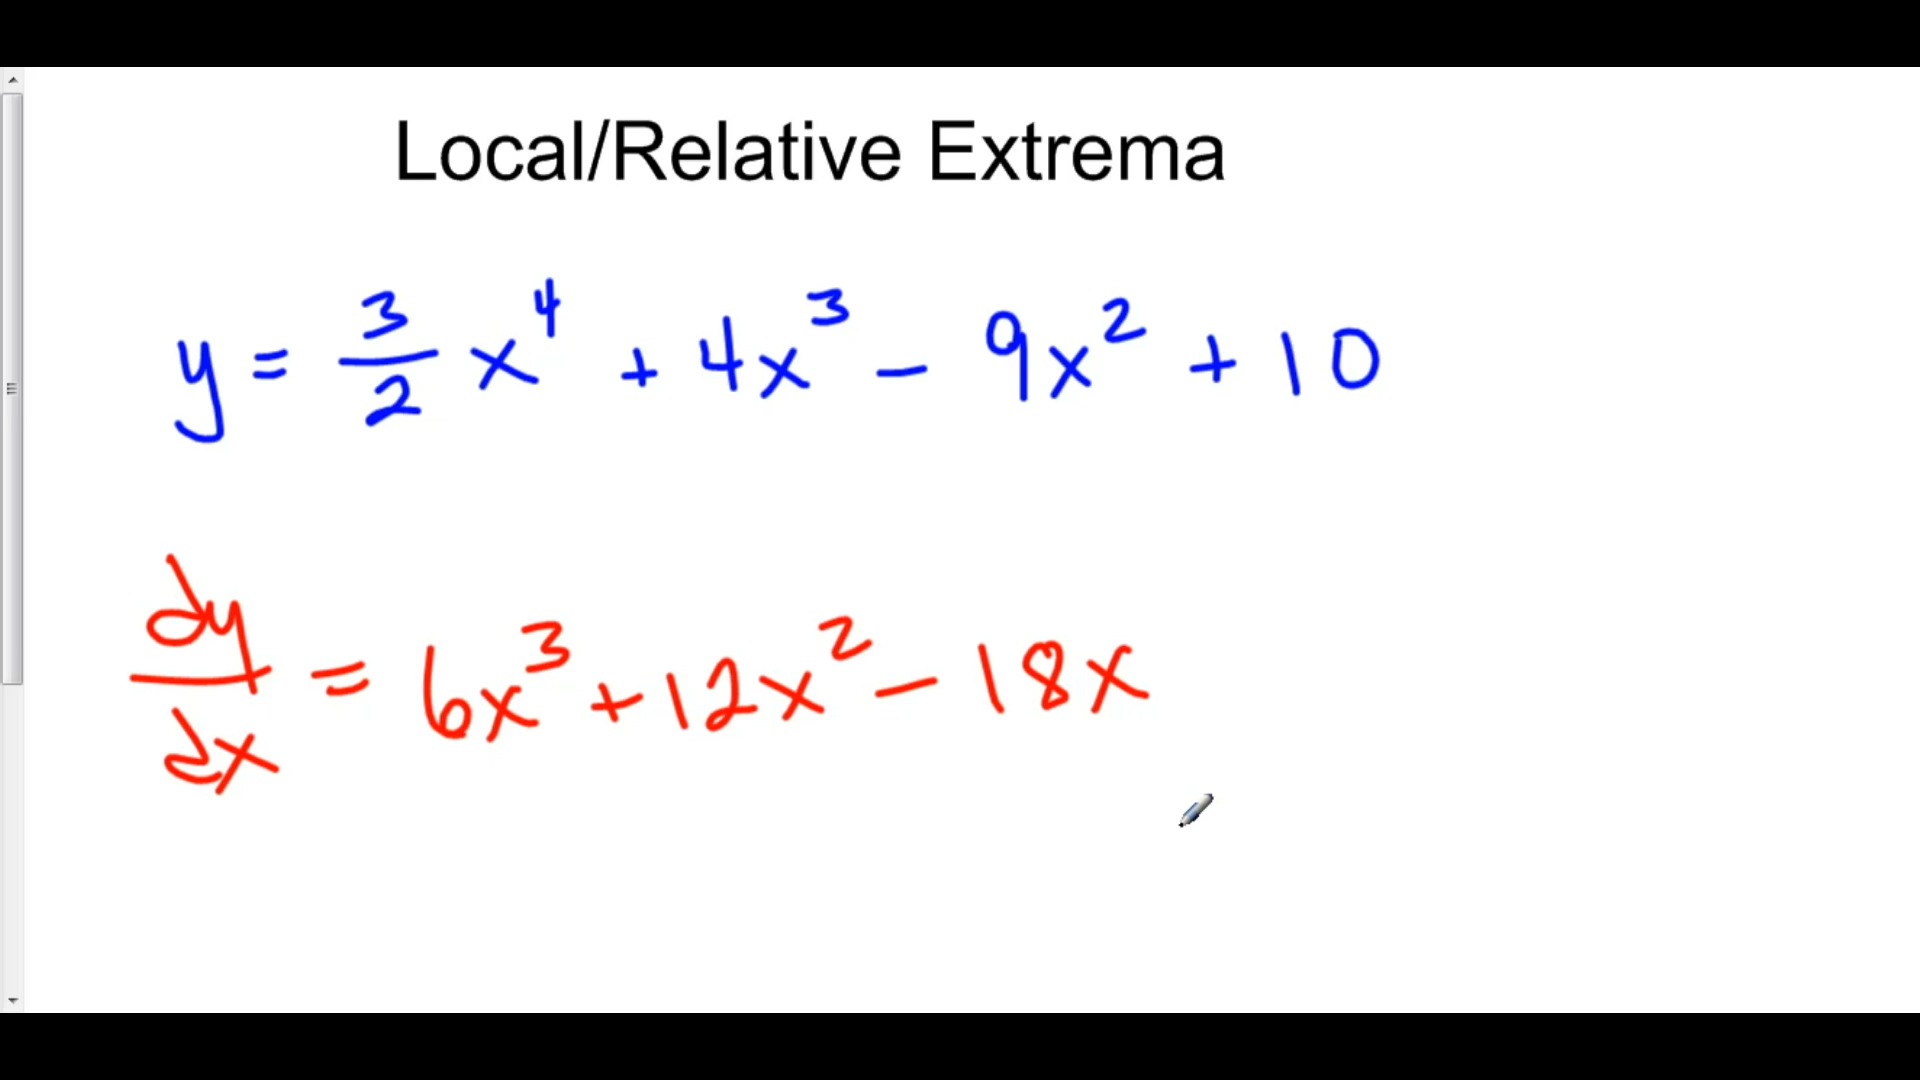 Local/Relative Extrema
y = 3/2 x⁴ + 4x³ - 9x² + 10
dy/dx = 6x³ + 12x² - 18x